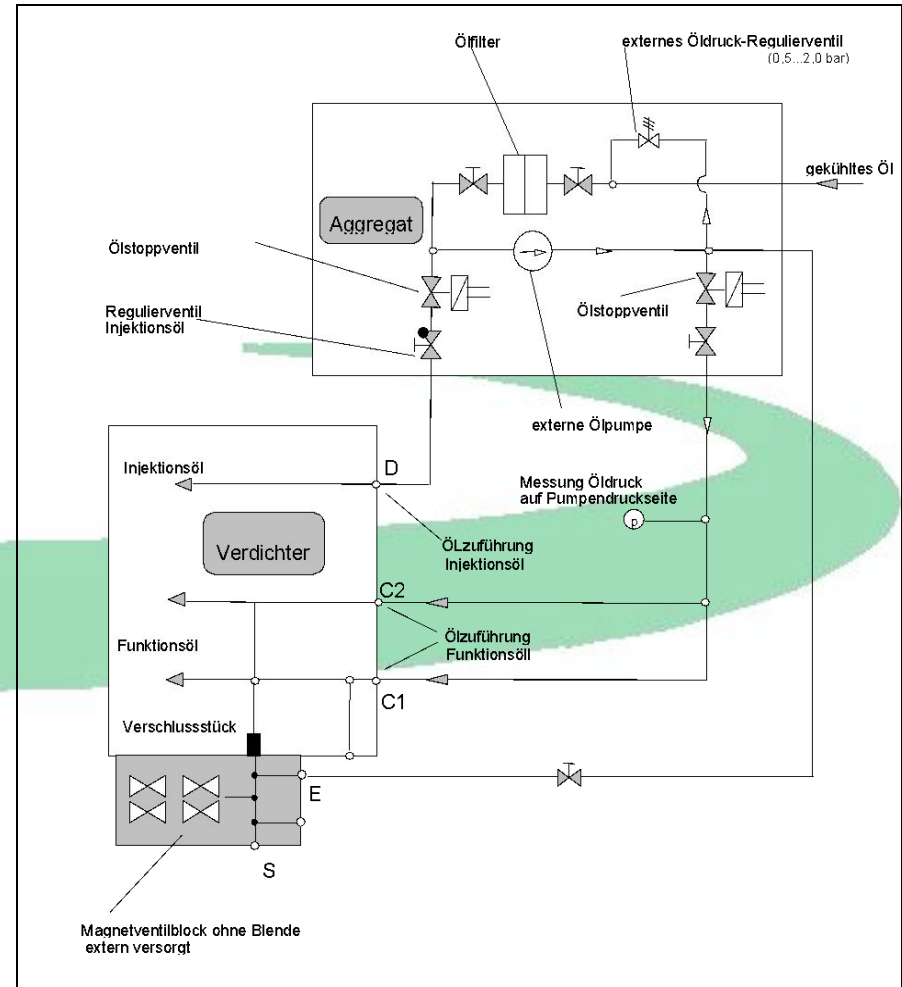 Ölfilter
externes Öldruck-Regulierventil
(0,5...2,0 bar)
gekühltes Öl
Aggregat
Ölstoppventil
Ölstoppventil
Regulierventil
Injektionsöl
externe Ölpumpe
Injektionsöl
D
Messung Öldruck
auf Pumpendruckseite
p
Verdichter
ÖLzuführung
Injektionsöl
C2
Funktionsöl
Ölzuführung
Funktionsöll
C1
Verschlussstück
E
S
Magnetventilblock ohne Blende
extern versorgt